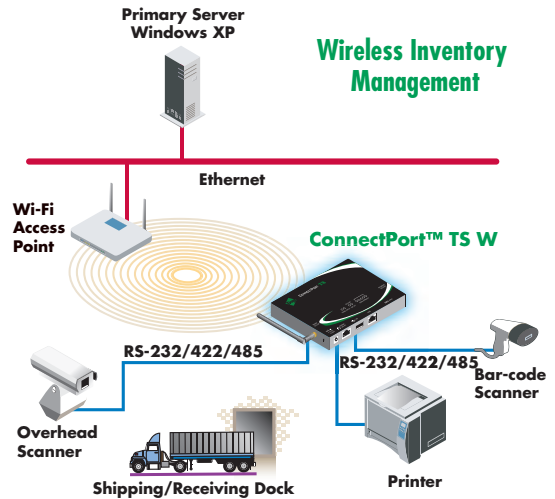 Primary Server
Windows XP
Wireless Inventory
Management
Ethernet
Wi-Fi
Access
Point
ConnectPort™ TS W
RS-232/422/485
RS-232/422/485
Bar-code
Scanner
Overhead
Scanner
Printer
Shipping/Receiving Dock